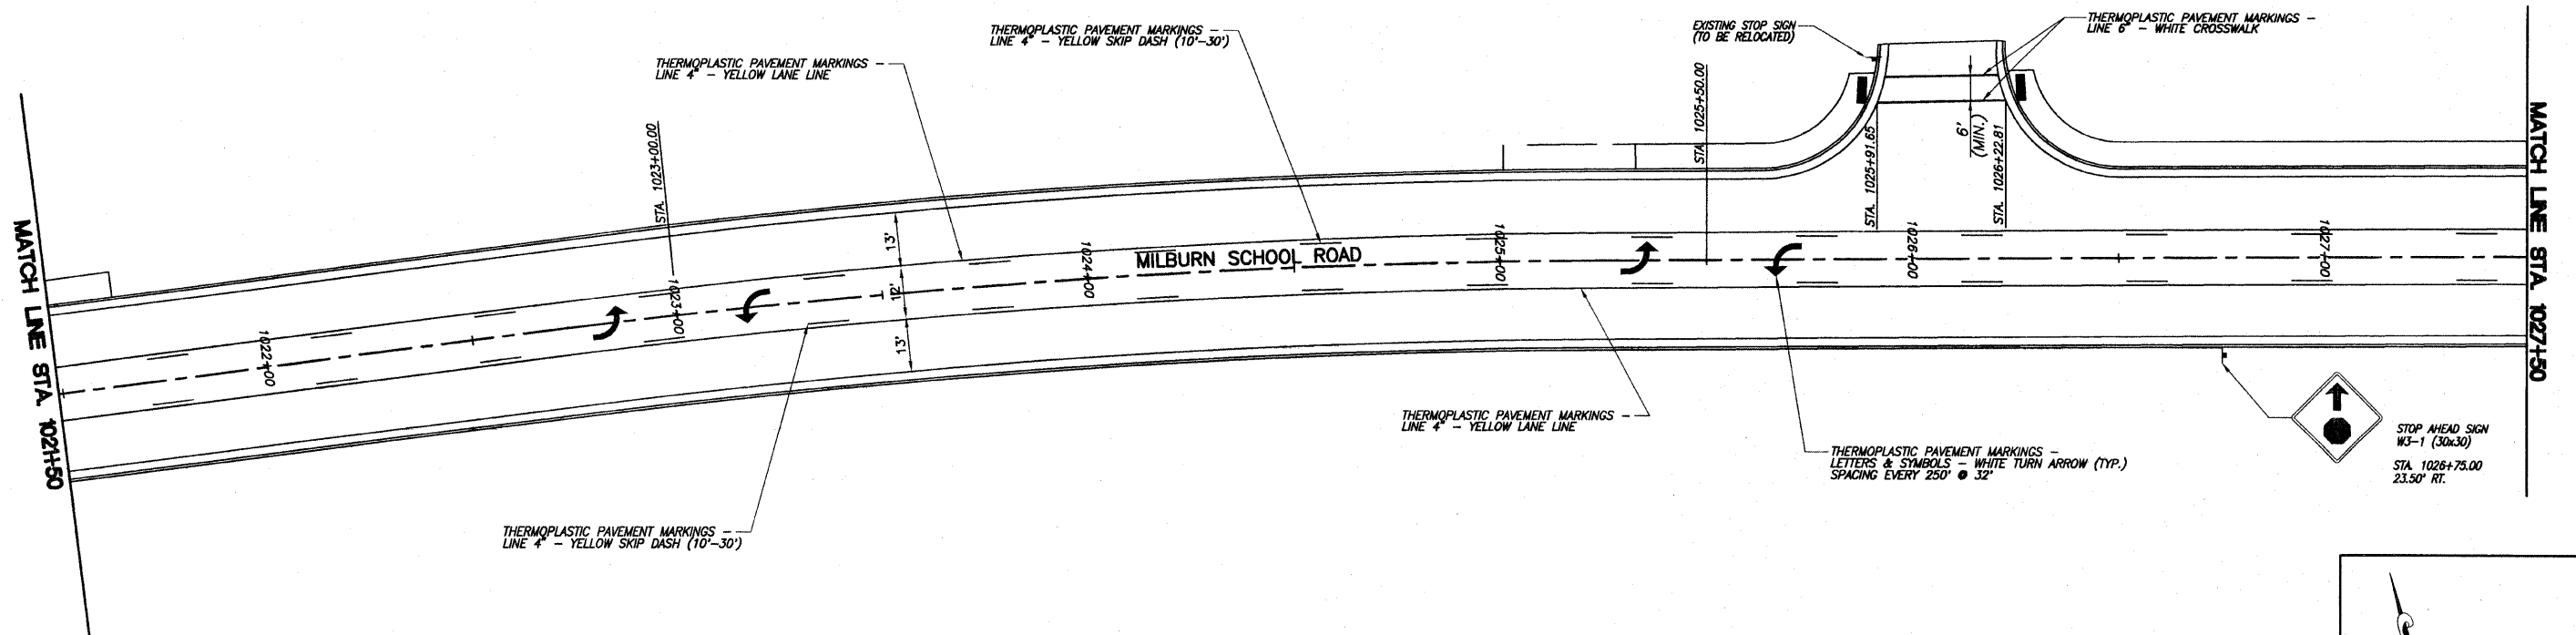 THERMOPLASTIC PAVEMENT MARKINGS –
LINE 4" – YELLOW SKIP DASH (10'–30')
THERMOPLASTIC PAVEMENT MARKINGS –
LINE 4" – YELLOW LANE LINE
EXISTING STOP SIGN
(TO BE RELOCATED)
THERMOPLASTIC PAVEMENT MARKINGS –
LINE 6" – WHITE CROSSWALK
STA. 1023+00.00
STA. 1025+50.00
STA. 1025+91.65
6'
(MIN.)
STA. 1026+22.81
MATCH LINE STA. 1021+50
MATCH LINE STA. 1027+50
1022+00
1023+00
13'
12'
13'
1024+00
MILBURN SCHOOL ROAD
1025+00
1026+00
1027+00
THERMOPLASTIC PAVEMENT MARKINGS –
LINE 4" – YELLOW LANE LINE
THERMOPLASTIC PAVEMENT MARKINGS –
LETTERS & SYMBOLS – WHITE TURN ARROW (TYP.)
SPACING EVERY 250' @ 32'
STOP AHEAD SIGN
W3–1 (30x30)
STA. 1026+75.00
23.50' RT.
THERMOPLASTIC PAVEMENT MARKINGS –
LINE 4" – YELLOW SKIP DASH (10'–30')